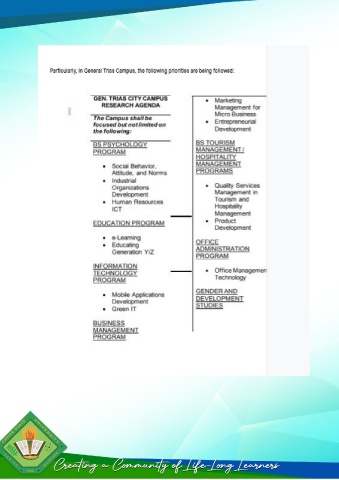 Particularly, in General Trias Campus, the following priorities are being followed:
GEN. TRIAS CITY CAMPUS
RESEARCH AGENDA
The Campus shall be
focused but not limited on
the following:
BS PSYCHOLOGY
PROGRAM
• Social Behavior,
Attitude, and Norms
• Industrial
Organizations
Development
• Human Resources
ICT
EDUCATION PROGRAM
• e-Learning
• Educating
Generation Y/Z
INFORMATION
TECHNOLOGY
PROGRAM
• Mobile Applications
Development
• Green IT
BUSINESS
MANAGEMENT
PROGRAM
• Marketing
Management for
Micro Business
• Entrepreneurial
Development
BS TOURISM
MANAGEMENT /
HOSPITALITY
MANAGEMENT
PROGRAMS
• Quality Services
Management in
Tourism and
Hospitality
Management
• Product
Development
OFFICE
ADMINISTRATION
PROGRAM
• Office Managemen
Technology
GENDER AND
DEVELOPMENT
STUDIES
Creating a Community of Life-Long Learners